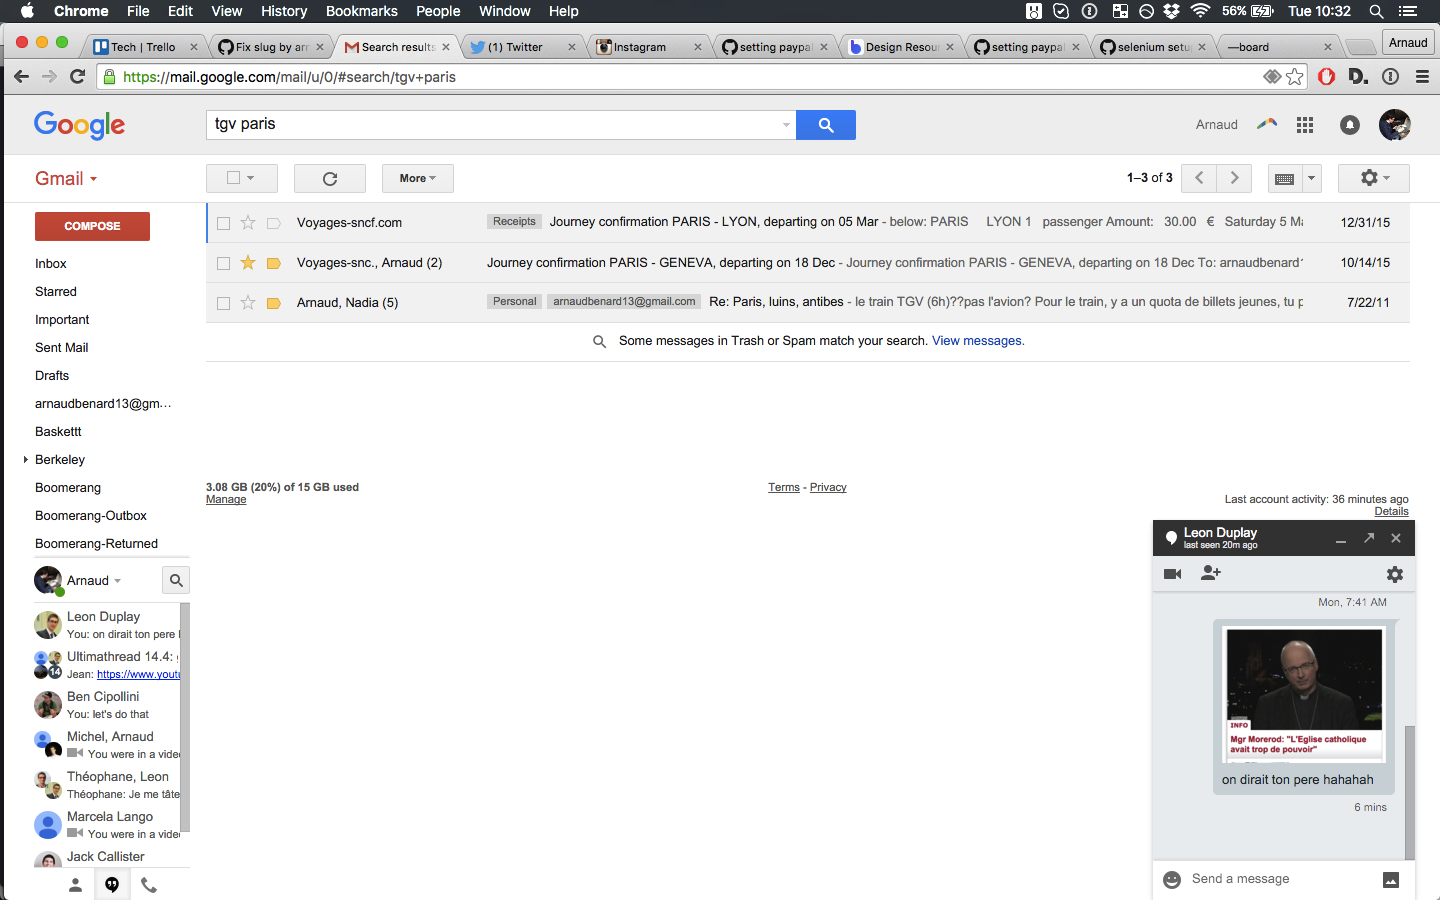 Chrome File Edit View History Bookmarks People Window Help 56% Tue 10:32
Tech | Trello Fix slug by arn Search results (1) Twitter Instagram setting paypal Design Resou setting paypal selenium setu —board Arnaud
https://mail.google.com/mail/u/0/#search/tgv+paris
Google tgv paris Arnaud
Gmail More 1–3 of 3
COMPOSE
Voyages-sncf.com Receipts Journey confirmation PARIS - LYON, departing on 05 Mar - below: PARIS LYON 1 passenger Amount: 30.00 € Saturday 5 Ma 12/31/15
Voyages-snc., Arnaud (2) Journey confirmation PARIS - GENEVA, departing on 18 Dec - Journey confirmation PARIS - GENEVA, departing on 18 Dec To: arnaudbenard1 10/14/15
Arnaud, Nadia (5) Personal arnaudbenard13@gmail.com Re: Paris, luins, antibes - le train TGV (6h)??pas l'avion? Pour le train, y a un quota de billets jeunes, tu p 7/22/11
Some messages in Trash or Spam match your search. View messages.
Inbox
Starred
Important
Sent Mail
Drafts
arnaudbenard13@gm...
Baskettt
Berkeley
Boomerang
Boomerang-Outbox
Boomerang-Returned
3.08 GB (20%) of 15 GB used
Manage
Terms - Privacy
Last account activity: 36 minutes ago
Details
Arnaud
Leon Duplay
You: on dirait ton pere
Ultimathread 14.4:
14
Jean: https://www.yout
Ben Cipollini
You: let's do that
Michel, Arnaud
You were in a vide
Théophane, Leon
Théophane: Je me tâte
Marcela Lango
You were in a vide
Jack Callister
Leon Duplay
last seen 20m ago
Mon, 7:41 AM
INFO
Mgr Morerod: "L'Eglise catholique
avait trop de pouvoir"
on dirait ton pere hahahah
6 mins
Send a message